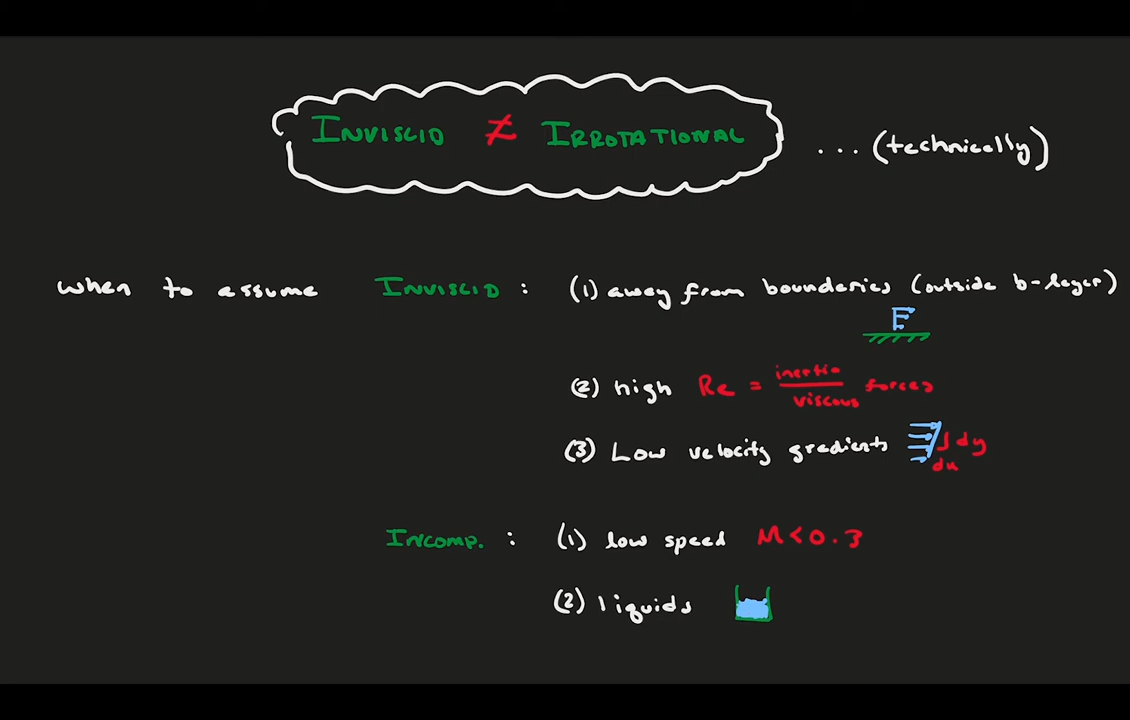 INVISCID ≠ IRROTATIONAL ... (technically)
when to assume INVISCID : (1) away from bounderies (outside b-layer)
(2) high Re = inertia / viscous forces
(3) Low velocity gradients dy
du
INCOMP. : (1) low speed M < 0.3
(2) liquids